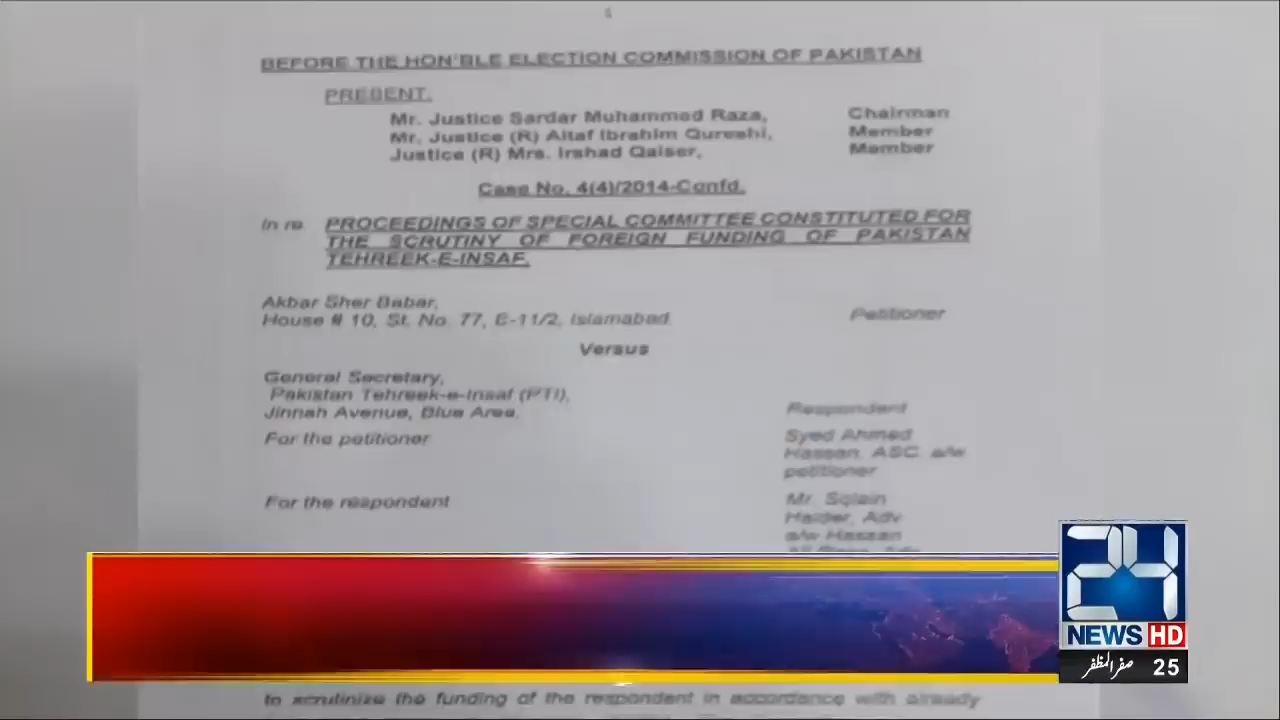 BEFORE THE HON'BLE ELECTION COMMISSION OF PAKISTAN
PRESENT.
Mr. Justice Sardar Muhammad Raza, Chairman
Mr. Justice (R) Altaf Ibrahim Qureshi, Member
Justice (R) Mrs. Irshad Qaiser, Member
Case No. 4(4)/2014-Confd.
In re PROCEEDINGS OF SPECIAL COMMITTEE CONSTITUTED FOR
THE SCRUTINY OF FOREIGN FUNDING OF PAKISTAN
TEHREEK-E-INSAF.
Akbar Sher Babar,
House # 10, St. No. 77, E-11/2, Islamabad. Petitioner
Versus
General Secretary,
Pakistan Tehreek-e-Insaf (PTI),
Jinnah Avenue, Blue Area. Respondent
For the petitioner Syed Ahmed
Hassan, ASC. a/w
petitioner
For the respondent Mr. Sqlain
Haider, Adv
a/w Hassaan
To scrutinize the funding of the respondent in accordance with already
24
NEWS HD
25 صفر المظفر